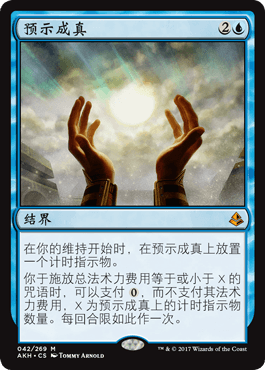 预示成真 2
结界
在你的维持开始时，在预示成真上放置
一个计时指示物。
你于施放总法术力费用等于或小于 X 的
咒语时，可以支付 0，而不支付其法术
力费用，X 为预示成真上的计时指示物
数量。每回合限如此作一次。
042/269 M
AKH • CS TOMMY ARNOLD
™ & © 2017 Wizards of the Coast